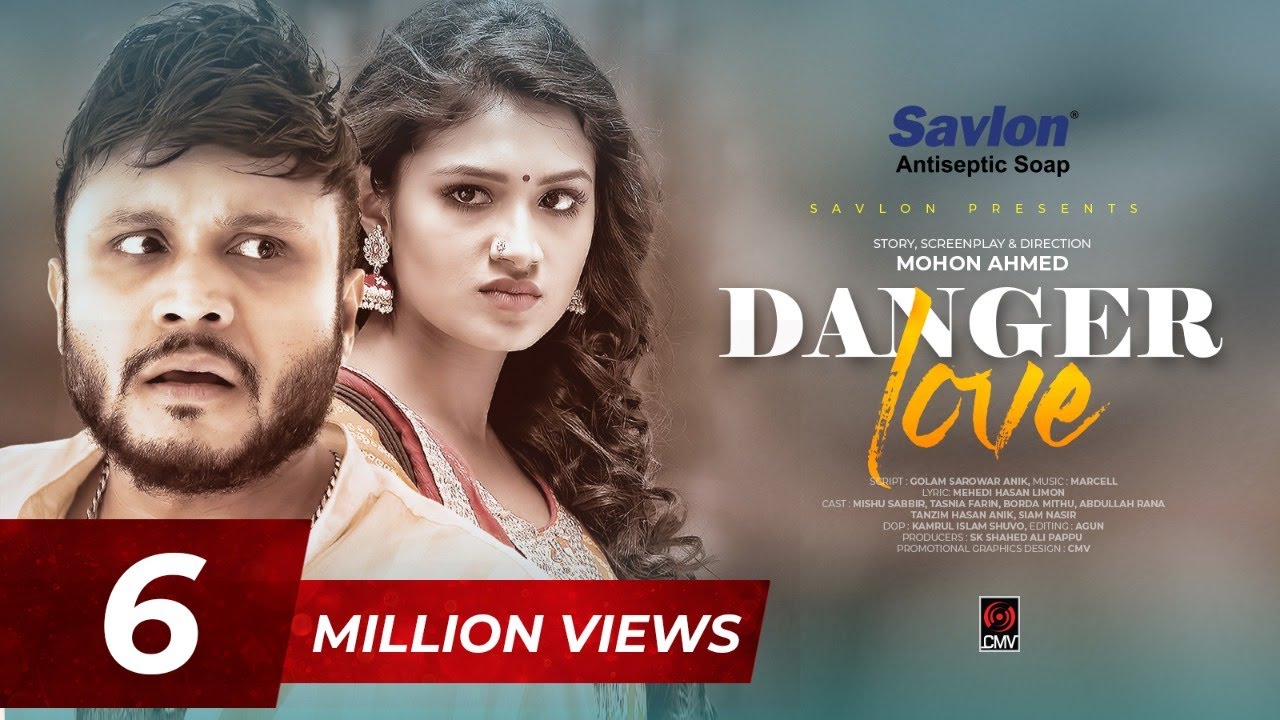 Savlon®
Antiseptic Soap
SAVLON PRESENTS
STORY, SCREENPLAY & DIRECTION
MOHON AHMED
DANGER
love
SCRIPT : GOLAM SAROWAR ANIK, MUSIC : MARCELL
LYRIC: MEHEDI HASAN LIMON
CAST : MISHU SABBIR, TASNIA FARIN, BORDA MITHU, ABDULLAH RANA
TANZIM HASAN ANIK, SIAM NASIR
DOP : KAMRUL ISLAM SHUVO, EDITING : AGUN
PRODUCERS : SK SHAHED ALI PAPPU
PROMOTIONAL GRAPHICS DESIGN : CMV
CMV
6
MILLION VIEWS